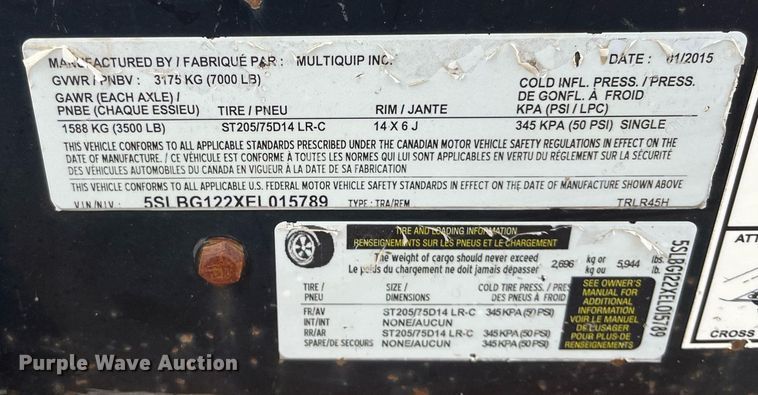 MANUFACTURED BY / FABRIQUÉ PAR : MULTIQUIP INC. DATE : 01/2015
GVWR / PNBV : 3175 KG (7000 LB)
GAWR (EACH AXLE) / COLD INFL. PRESS. / PRESS.
PNBE (CHAQUE ESSIEU) TIRE / PNEU RIM / JANTE DE GONFL. À FROID
KPA (PSI / LPC)
1588 KG (3500 LB) ST205/75D14 LR-C 14 X 6 J 345 KPA (50 PSI) SINGLE
THIS VEHICLE CONFORMS TO ALL APPLICABLE STANDARDS PRESCRIBED UNDER THE CANADIAN MOTOR VEHICLE SAFETY REGULATIONS IN EFFECT ON THE
DATE OF MANUFACTURE. / CE VÉHICULE EST CONFORME À TOUTES LES NORMES QUI LUI SONT APPLICABLES EN VERTU DU RÈGLEMENT SUR LA SÉCURITÉ
DES VÉHICULES AUTOMOBILES DU CANADA EN VIGUEUR À LA DATE DE SA FABRICATION
THIS VEHICLE CONFORMS TO ALL APPLICABLE U.S. FEDERAL MOTOR VEHICLE SAFETY STANDARDS IN EFFECT ON THE DATE OF MANUFACTURE SHOWN.
V.I.N./N.I.V. : 5SLBG122XEL015789 TYPE : TRA/REM TRLR45H
TIRE AND LOADING INFORMATION
RENSEIGNEMENTS SUR LES PNEUS ET LE CHARGEMENT
The weight of cargo should never exceed 2,696 kg or 5,944 lbs.
Le poids du chargement ne doit jamais dépasser kg ou lb.
TIRE / SIZE / COLD TIRE PRESS. /
PNEU DIMENSIONS DES PNEUS À FROID
FR/AV ST205/75D14 LR-C 345 KPA (50 PSI)
INT/INT NONE/AUCUN
RR/AR ST205/75D14 LR-C 345 KPA (50 PSI)
SPARE/DE SECOURS NONE/AUCUN 345 KPA (50 PSI)
SEE OWNER'S
MANUAL FOR
ADDITIONAL
INFORMATION
VOIR LE MANUEL
DE L'USAGER
POUR PLUS DE
RENSEIGNEMENTS
5SLBG122XEL015789
ATT
CROSS
Purple Wave Auction